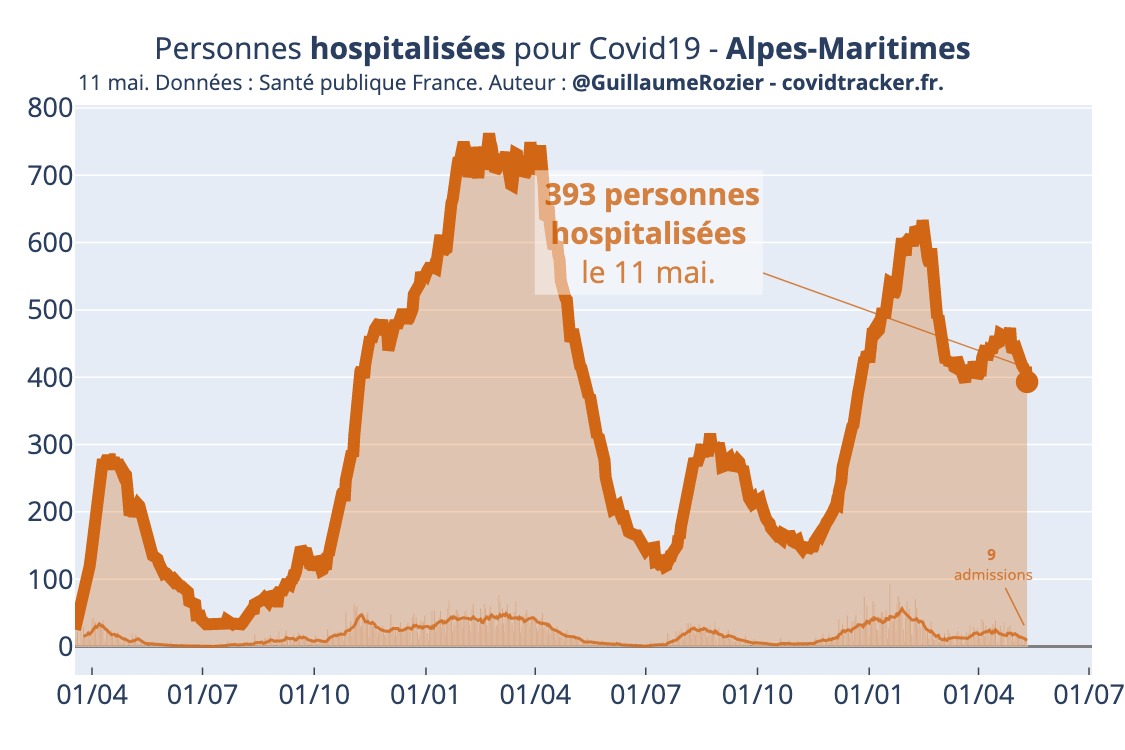 Personnes hospitalisées pour Covid19 - Alpes-Maritimes
11 mai. Données : Santé publique France. Auteur : @GuillaumeRozier - covidtracker.fr.
800
700
393 personnes
hospitalisées
le 11 mai.
600
500
400
300
200
9
admissions
100
0
01/04 01/07 01/10 01/01 01/04 01/07 01/10 01/01 01/04 01/07